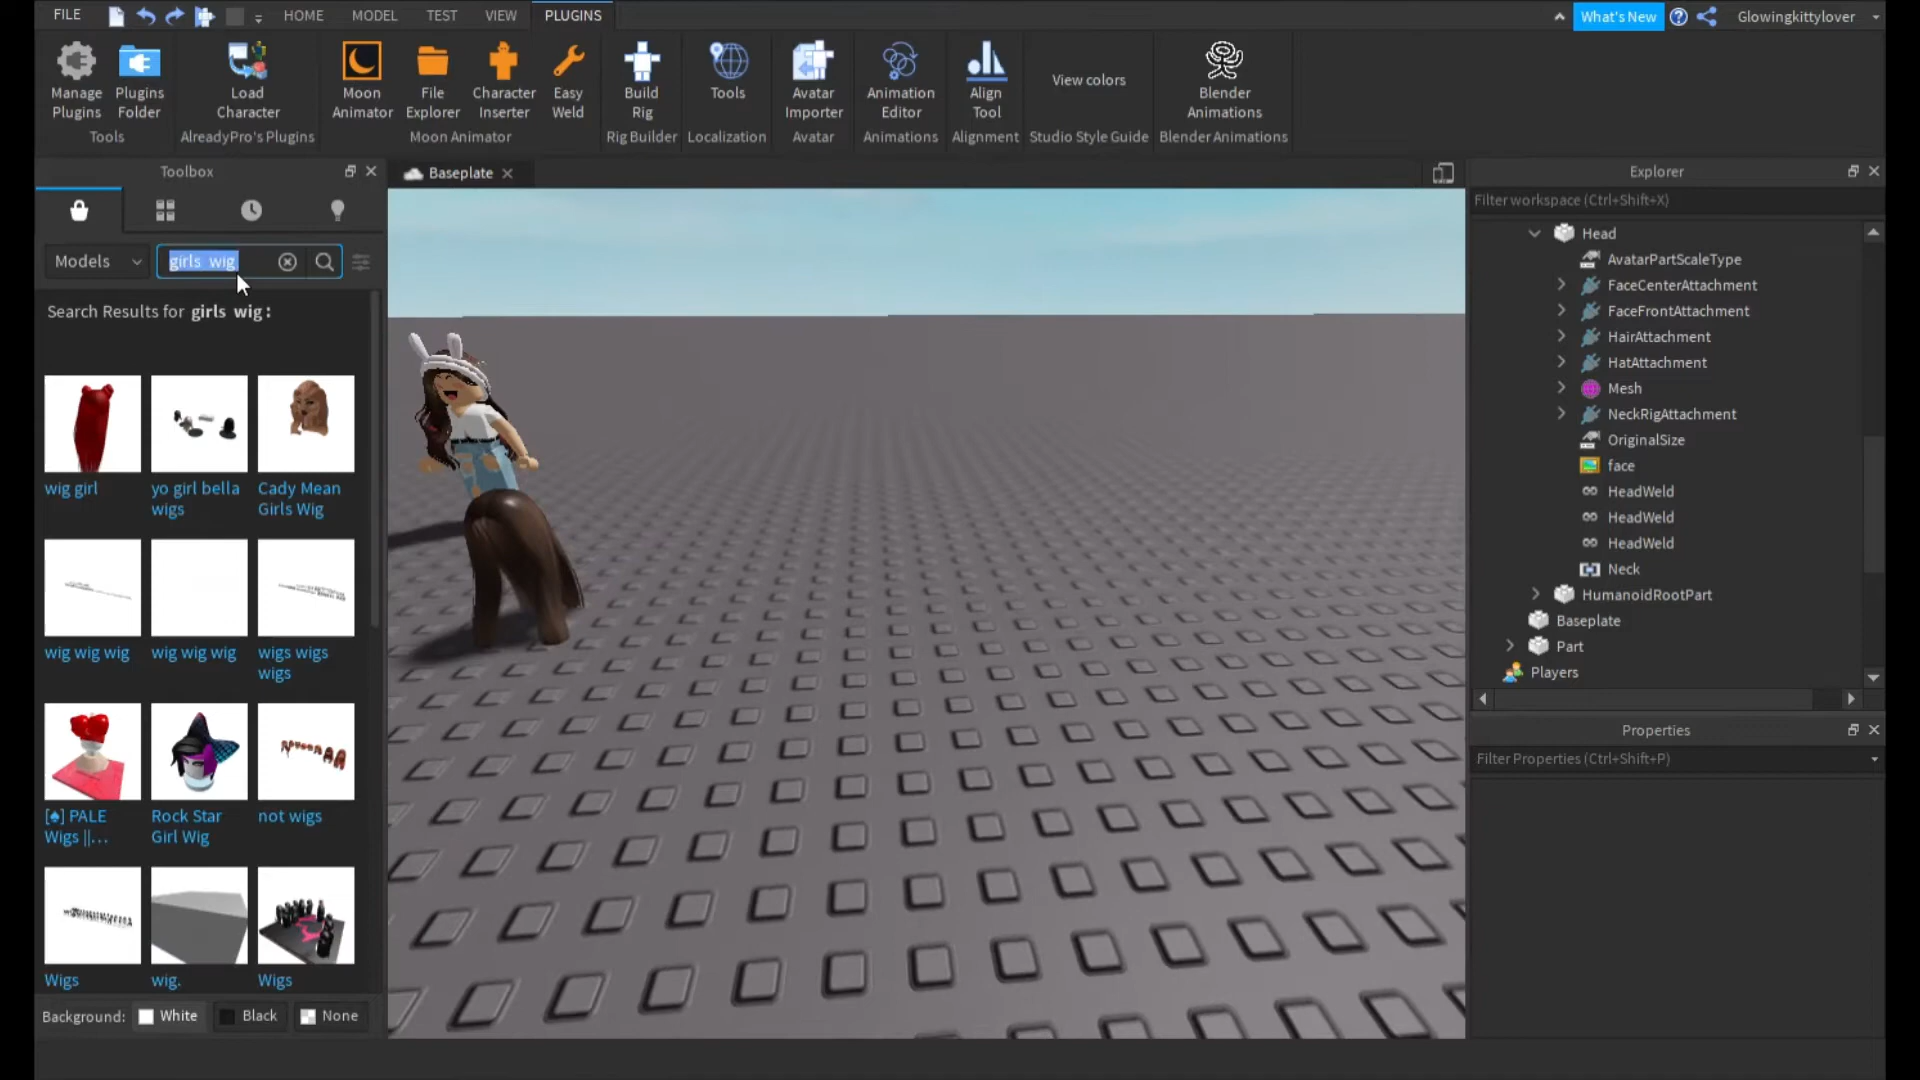 FILE
HOME
MODEL
TEST
VIEW
PLUGINS
What's New
Glowingkittylover
Manage
Plugins
Plugins
Folder
Load
Character
Moon
Animator
File
Explorer
Character
Inserter
Easy
Weld
Build
Rig
Tools
Avatar
Importer
Animation
Editor
Align
Tool
View colors
Blender
Animations
Tools
AlreadyPro's Plugins
Moon Animator
Rig Builder
Localization
Avatar
Animations
Alignment
Studio Style Guide
Blender Animations
Toolbox
Models
girls wig
Search Results for girls wig :
wig girl
yo girl bella
wigs
Cady Mean
Girls Wig
wig wig wig
wig wig wig
wigs wigs
wigs
[♠] PALE
Wigs ||...
Rock Star
Girl Wig
not wigs
Wigs
wig.
Wigs
Background:
White
Black
None
Baseplate
Explorer
Filter workspace (Ctrl+Shift+X)
Head
AvatarPartScaleType
FaceCenterAttachment
FaceFrontAttachment
HairAttachment
HatAttachment
Mesh
NeckRigAttachment
OriginalSize
face
HeadWeld
HeadWeld
HeadWeld
Neck
HumanoidRootPart
Baseplate
Part
Players
Properties
Filter Properties (Ctrl+Shift+P)